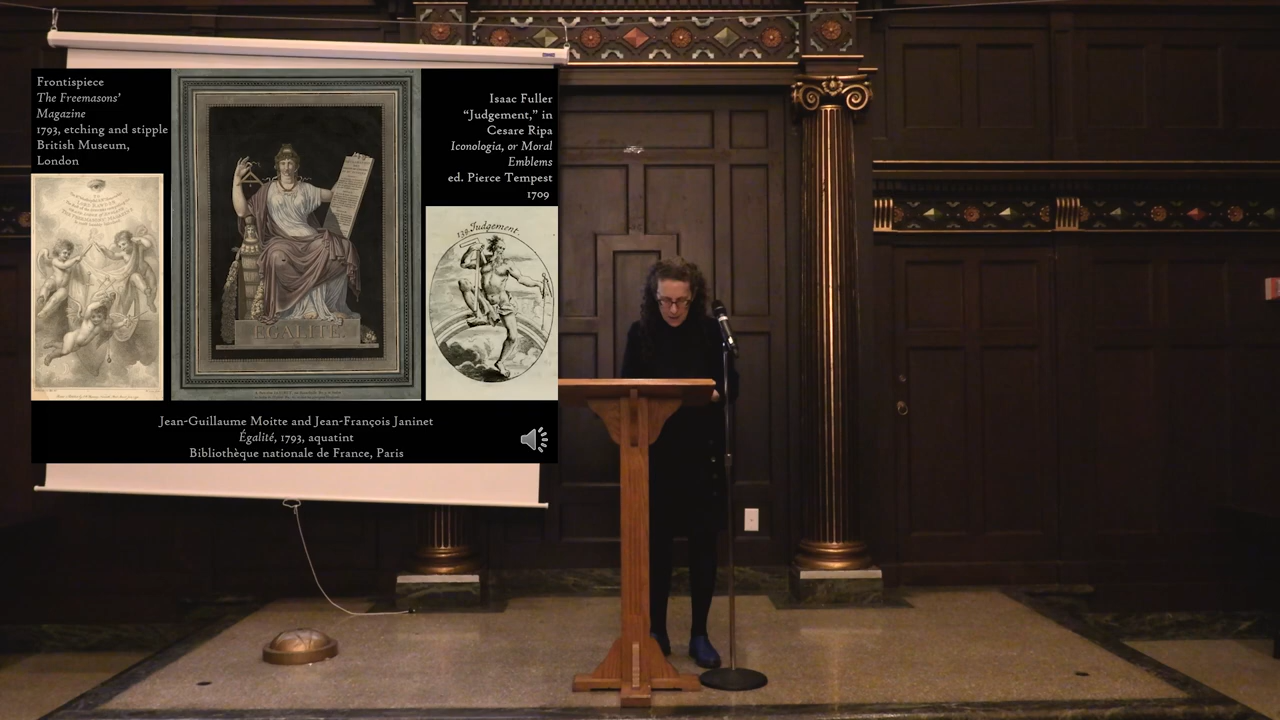 Frontispiece
The Freemasons'
Magazine
1793, etching and stipple
British Museum,
London
Isaac Fuller
"Judgement," in
Cesare Ripa
Iconologia, or Moral
Emblems
ed. Pierce Tempest
1709
139 Judgement.
EGALITÉ.
Jean-Guillaume Moitte and Jean-François Janinet
Égalité, 1793, aquatint
Bibliothèque nationale de France, Paris